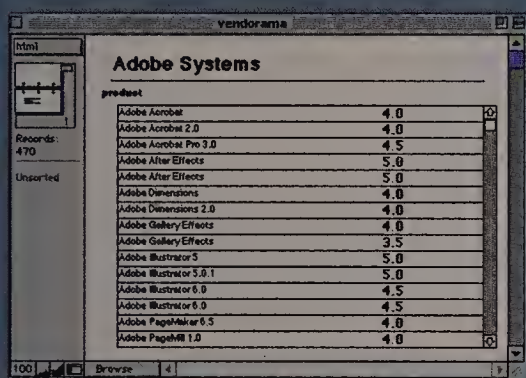 vendorama
html
Records:
470
Unsorted
Adobe Systems
product
Adobe Acrobat 4.0
Adobe Acrobat 2.0 4.0
Adobe Acrobat Pro 3.0 4.5
Adobe After Effects 5.0
Adobe After Effects 5.0
Adobe Dimensions 4.0
Adobe Dimensions 2.0 4.0
Adobe Gallery Effects 4.0
Adobe Gallery Effects 3.5
Adobe Illustrator 5 5.0
Adobe Illustrator 5.0.1 5.0
Adobe Illustrator 6.0 4.5
Adobe Illustrator 6.0 4.5
Adobe PageMaker 6.5 4.0
Adobe PageMill 1.0 4.0
100 Browse